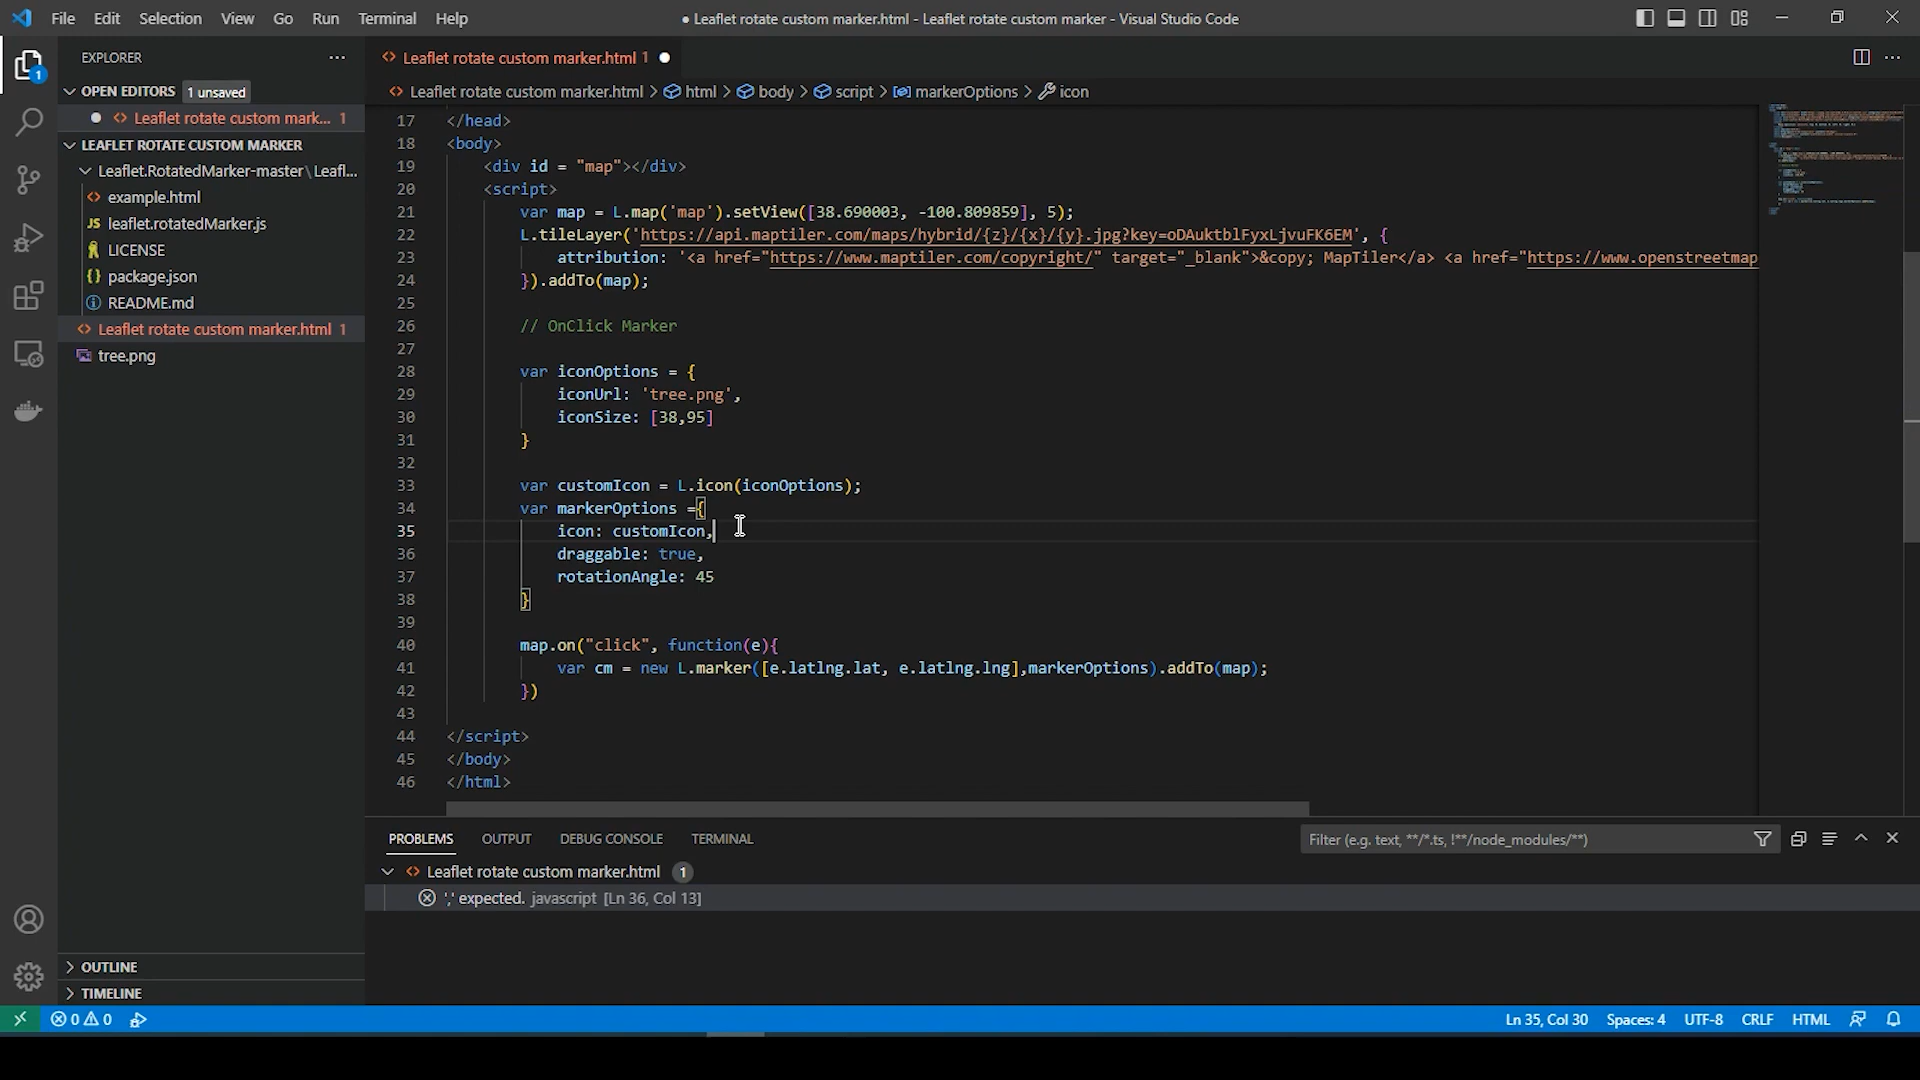 File Edit Selection View Go Run Terminal Help
● Leaflet rotate custom marker.html - Leaflet rotate custom marker - Visual Studio Code
EXPLORER
1
OPEN EDITORS 1 unsaved
Leaflet rotate custom mark... 1
LEAFLET ROTATE CUSTOM MARKER
Leaflet.RotatedMarker-master\Leafl...
example.html
JS leaflet.rotatedMarker.js
LICENSE
{} package.json
README.md
Leaflet rotate custom marker.html 1
tree.png
OUTLINE
TIMELINE
Leaflet rotate custom marker.html 1
Leaflet rotate custom marker.html > html > body > script > markerOptions > icon
17 </head>
18 <body>
19 <div id = "map"></div>
20 <script>
21 var map = L.map('map').setView([38.690003, -100.809859], 5);
22 L.tileLayer('https://api.maptiler.com/maps/hybrid/{z}/{x}/{y}.jpg?key=oDAuktblFyxLjvuFK6EM', {
23 attribution: '<a href="https://www.maptiler.com/copyright/" target="_blank">&copy; MapTiler</a> <a href="https://www.openstreetmap
24 }).addTo(map);
25
26 // OnClick Marker
27
28 var iconOptions = {
29 iconUrl: 'tree.png',
30 iconSize: [38,95]
31 }
32
33 var customIcon = L.icon(iconOptions);
34 var markerOptions ={
35 icon: customIcon,
36 draggable: true,
37 rotationAngle: 45
38 }
39
40 map.on("click", function(e){
41 var cm = new L.marker([e.latlng.lat, e.latlng.lng],markerOptions).addTo(map);
42 })
43
44 </script>
45 </body>
46 </html>
PROBLEMS OUTPUT DEBUG CONSOLE TERMINAL
Filter (e.g. text, **/*.ts, !**/node_modules/**)
Leaflet rotate custom marker.html 1
',' expected. javascript [Ln 36, Col 13]
0 0
Ln 35, Col 30 Spaces: 4 UTF-8 CRLF HTML